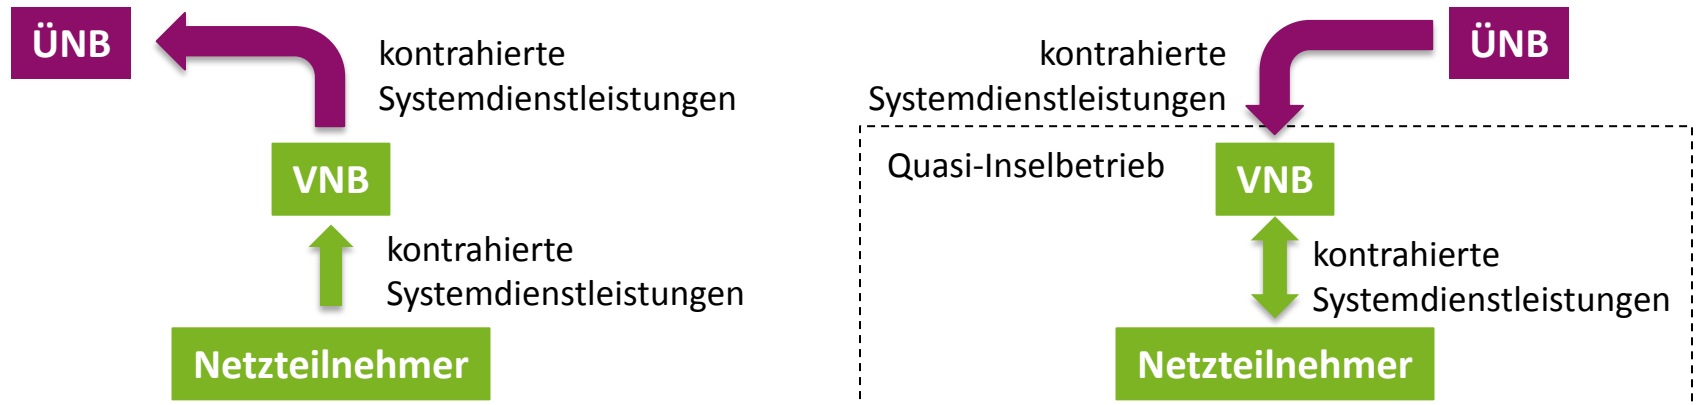 ÜNB
kontrahierte
Systemdienstleistungen
VNB
kontrahierte
Systemdienstleistungen
Netzteilnehmer
kontrahierte
Systemdienstleistungen
ÜNB
Quasi-Inselbetrieb
VNB
kontrahierte
Systemdienstleistungen
Netzteilnehmer